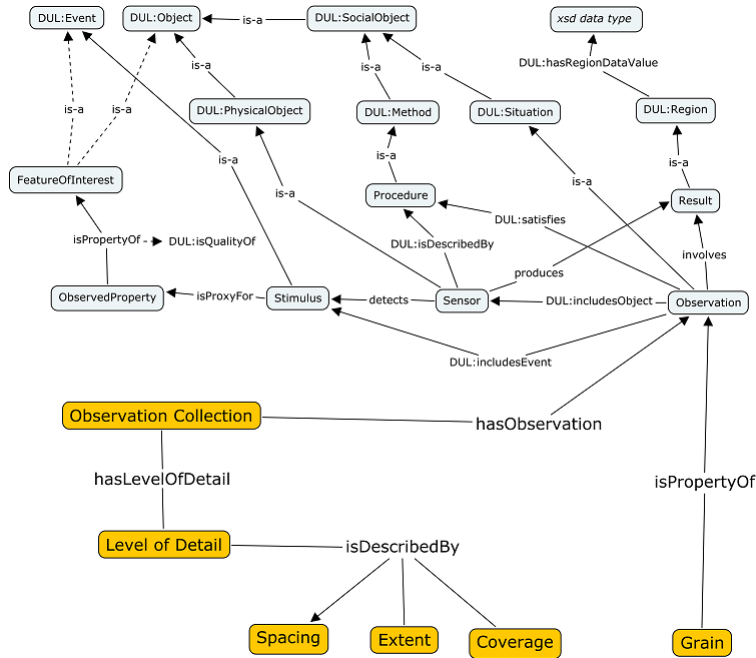 DUL:Event
DUL:Object
is-a
DUL:SocialObject
xsd data type
is-a
is-a
is-a
DUL:hasRegionDataValue
is-a
is-a
DUL:PhysicalObject
DUL:Method
DUL:Situation
DUL:Region
is-a
is-a
is-a
FeatureOfInterest
is-a
Procedure
is-a
Result
isPropertyOf
DUL:isQualityOf
DUL:isDescribedBy
DUL:satisfies
involves
produces
ObservedProperty
isProxyFor
Stimulus
detects
Sensor
DUL:includesObject
Observation
DUL:includesEvent
Observation Collection
hasObservation
hasLevelOfDetail
isPropertyOf
Level of Detail
isDescribedBy
Spacing
Extent
Coverage
Grain